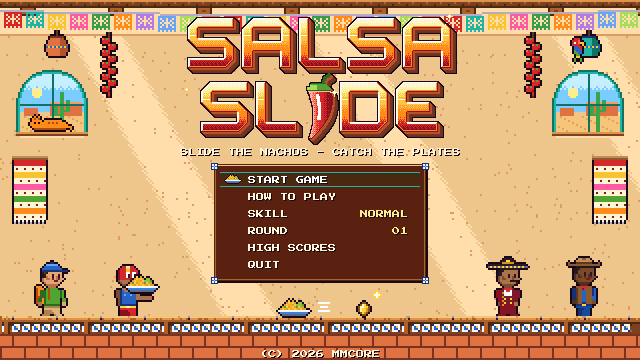 SALSA
SLIDE
SLIDE THE NACHOS - CATCH THE PLATES
START GAME
HOW TO PLAY
SKILL NORMAL
ROUND 01
HIGH SCORES
QUIT
(C) 2026 MMCORE